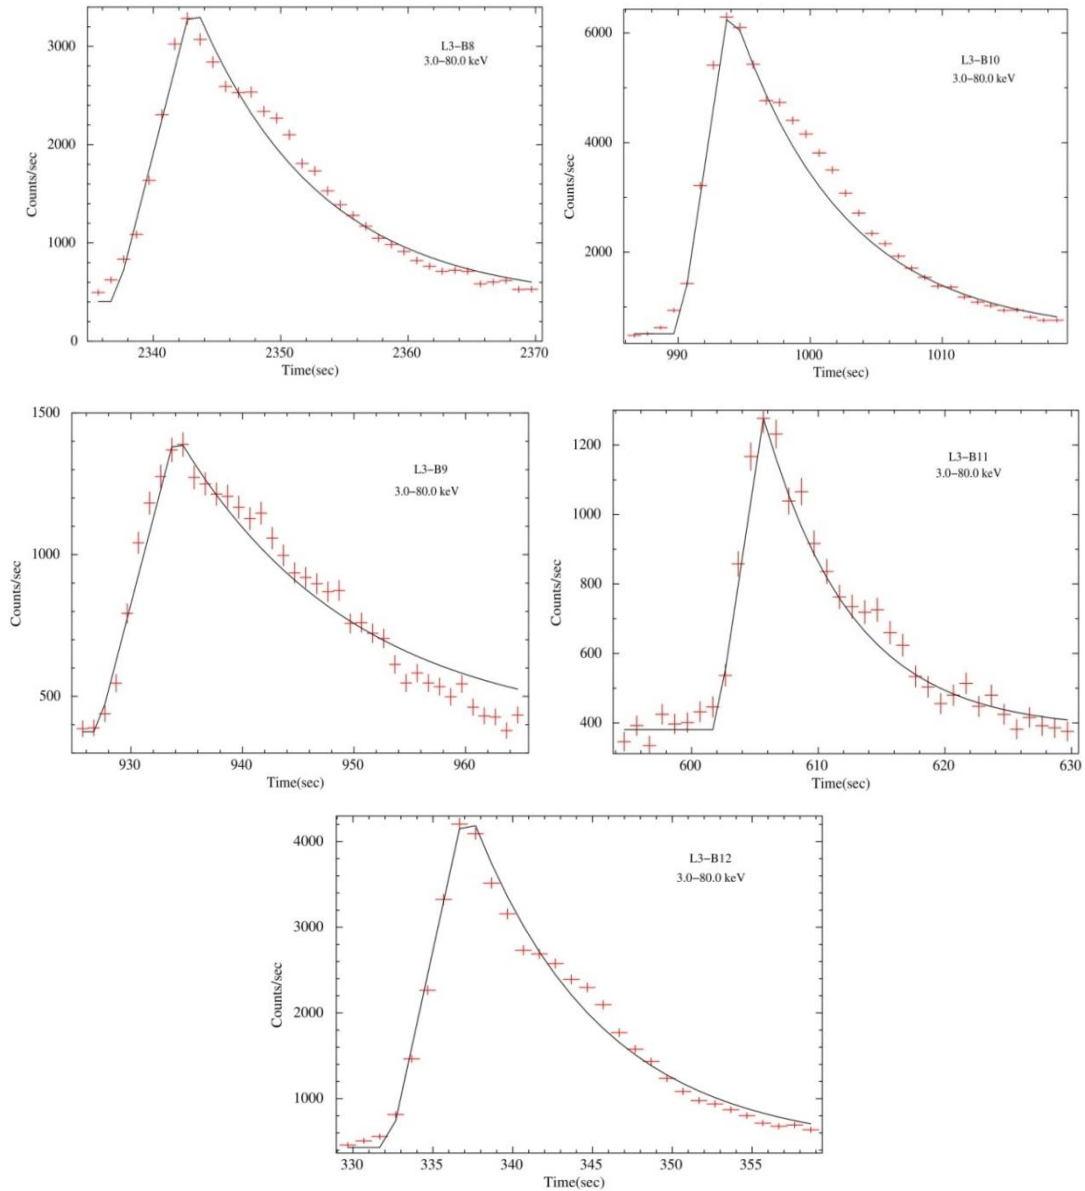 L3−B8
3.0−80.0 keV
3000
2000
1000
0
Counts/sec
2340 2350 2360 2370
Time(sec)
L3−B10
3.0−80.0 keV
6000
4000
2000
Counts/sec
990 1000 1010
Time(sec)
L3−B9
3.0−80.0 keV
1500
1000
500
Counts/sec
930 940 950 960
Time(sec)
L3−B11
3.0−80.0 keV
1200
1000
800
600
400
Counts/sec
600 610 620 630
Time(sec)
L3−B12
3.0−80.0 keV
4000
3000
2000
1000
Counts/sec
330 335 340 345 350 355
Time(sec)